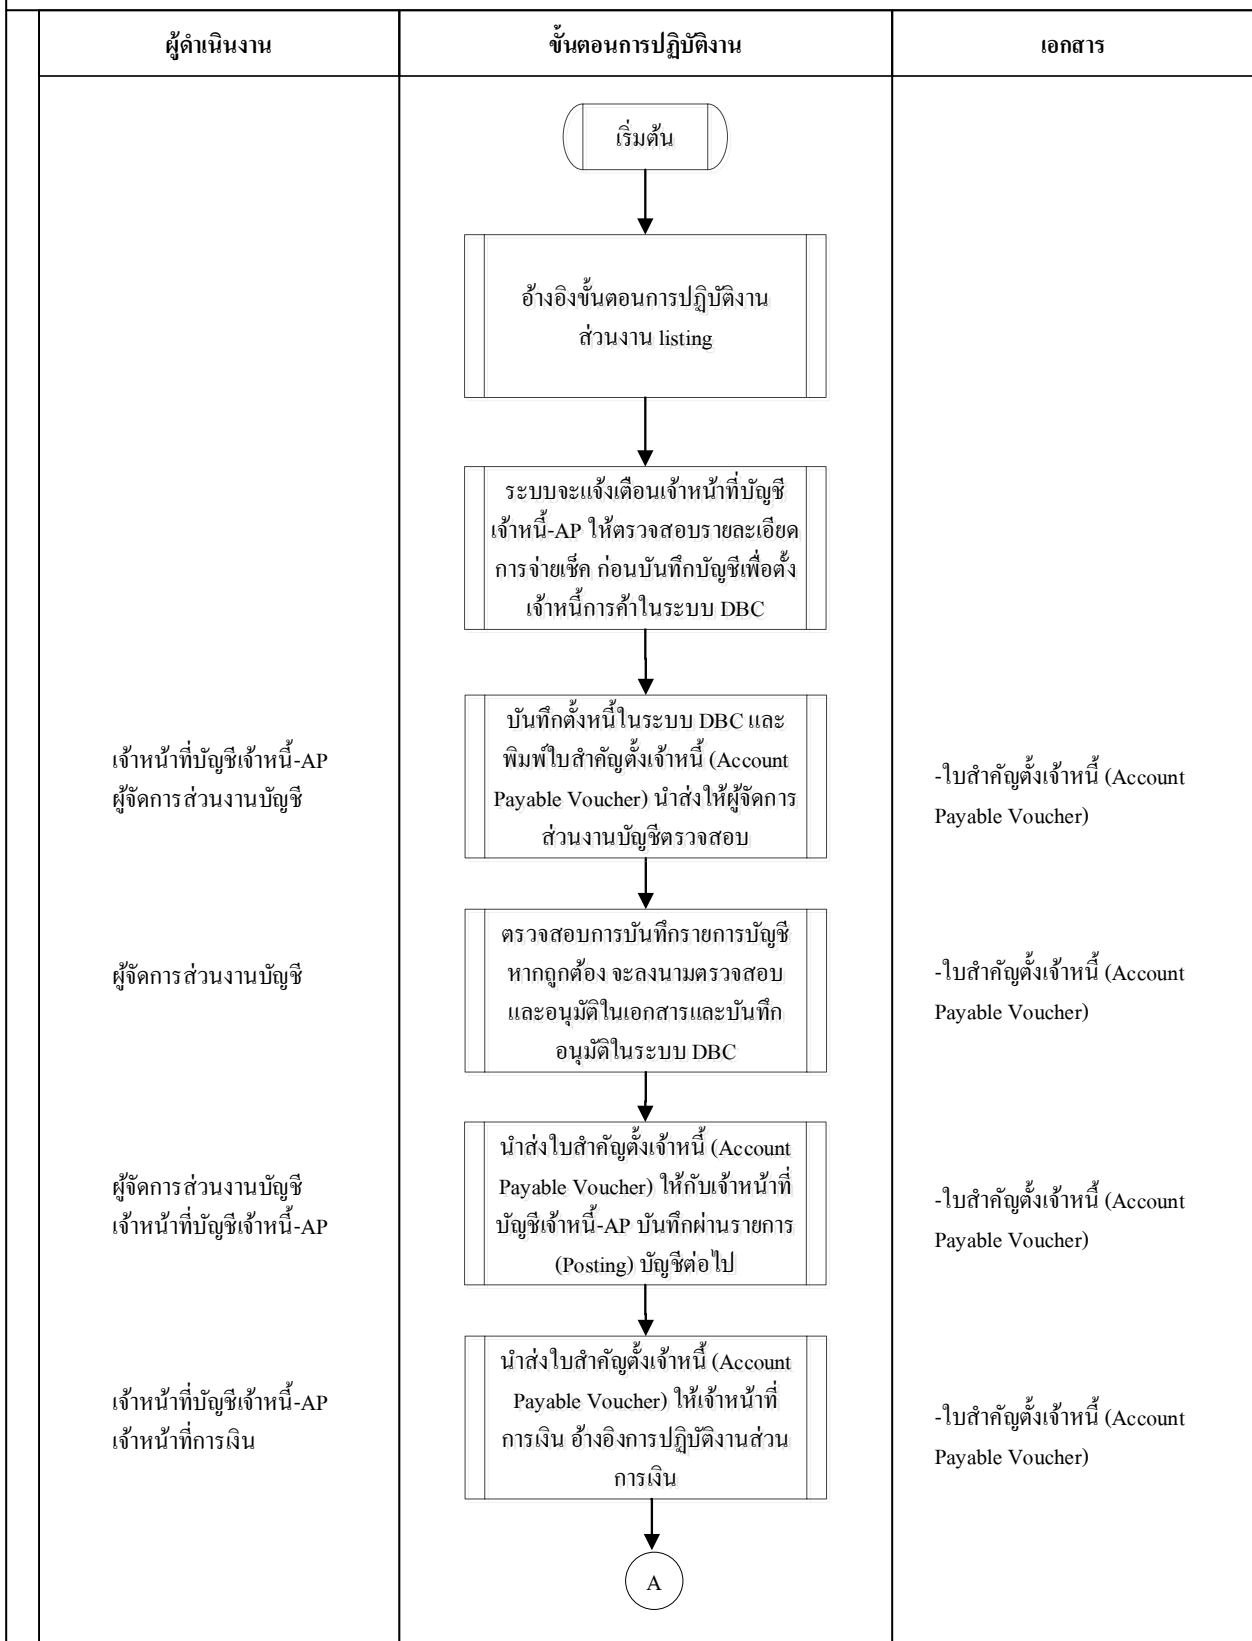 ผู้ดำเนินงาน
ขั้นตอนการปฏิบัติงาน
เอกสาร
เริ่มต้น
อ้างอิงขั้นตอนการปฏิบัติงาน
ส่วนงาน listing
ระบบจะแจ้งเตือนเจ้าหน้าที่บัญชี
เจ้าหนี้-AP ให้ตรวจสอบรายละเอียด
การจ่ายเช็ค ก่อนบันทึกบัญชีเพื่อตั้ง
เจ้าหนี้การค้าในระบบ DBC
เจ้าหน้าที่บัญชีเจ้าหนี้-AP
ผู้จัดการส่วนงานบัญชี
บันทึกตั้งหนี้ในระบบ DBC และ
พิมพ์ใบสำคัญตั้งเจ้าหนี้ (Account
Payable Voucher) นำส่งให้ผู้จัดการ
ส่วนงานบัญชีตรวจสอบ
-ใบสำคัญตั้งเจ้าหนี้ (Account
Payable Voucher)
ผู้จัดการส่วนงานบัญชี
ตรวจสอบการบันทึกรายการบัญชี
หากถูกต้อง จะลงนามตรวจสอบ
และอนุมัติในเอกสารและบันทึก
อนุมัติในระบบ DBC
-ใบสำคัญตั้งเจ้าหนี้ (Account
Payable Voucher)
ผู้จัดการส่วนงานบัญชี
เจ้าหน้าที่บัญชีเจ้าหนี้-AP
นำส่งใบสำคัญตั้งเจ้าหนี้ (Account
Payable Voucher) ให้กับเจ้าหน้าที่
บัญชีเจ้าหนี้-AP บันทึกผ่านรายการ
(Posting) บัญชีต่อไป
-ใบสำคัญตั้งเจ้าหนี้ (Account
Payable Voucher)
เจ้าหน้าที่บัญชีเจ้าหนี้-AP
เจ้าหน้าที่การเงิน
นำส่งใบสำคัญตั้งเจ้าหนี้ (Account
Payable Voucher) ให้เจ้าหน้าที่
การเงิน อ้างอิงการปฏิบัติงานส่วน
การเงิน
-ใบสำคัญตั้งเจ้าหนี้ (Account
Payable Voucher)
A